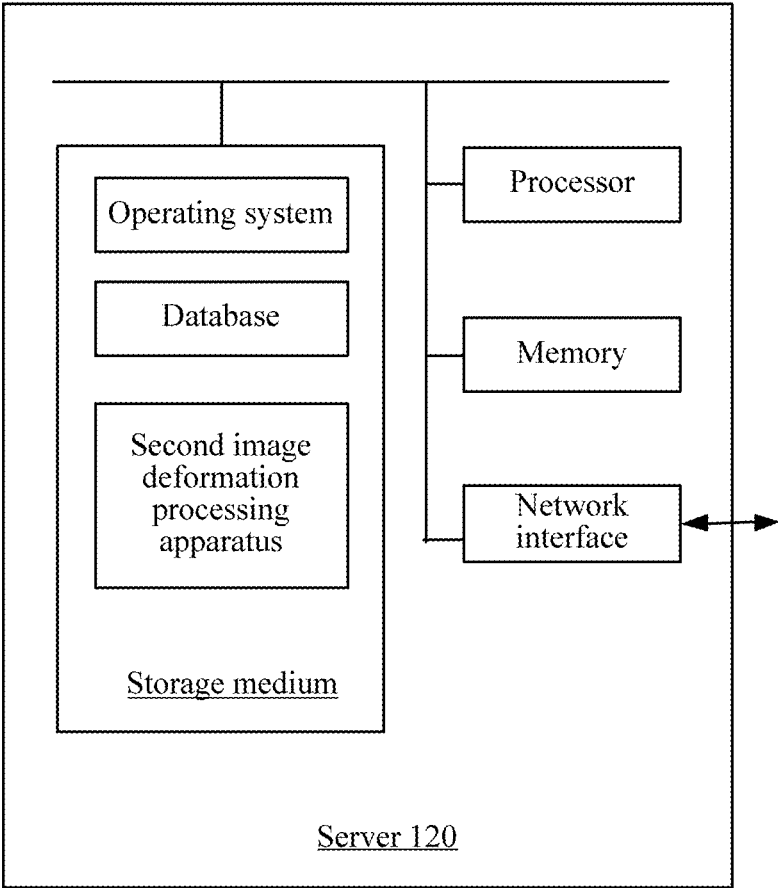 Operating system
Database
Second image
deformation
processing
apparatus
Storage medium
Processor
Memory
Network
interface
Server 120